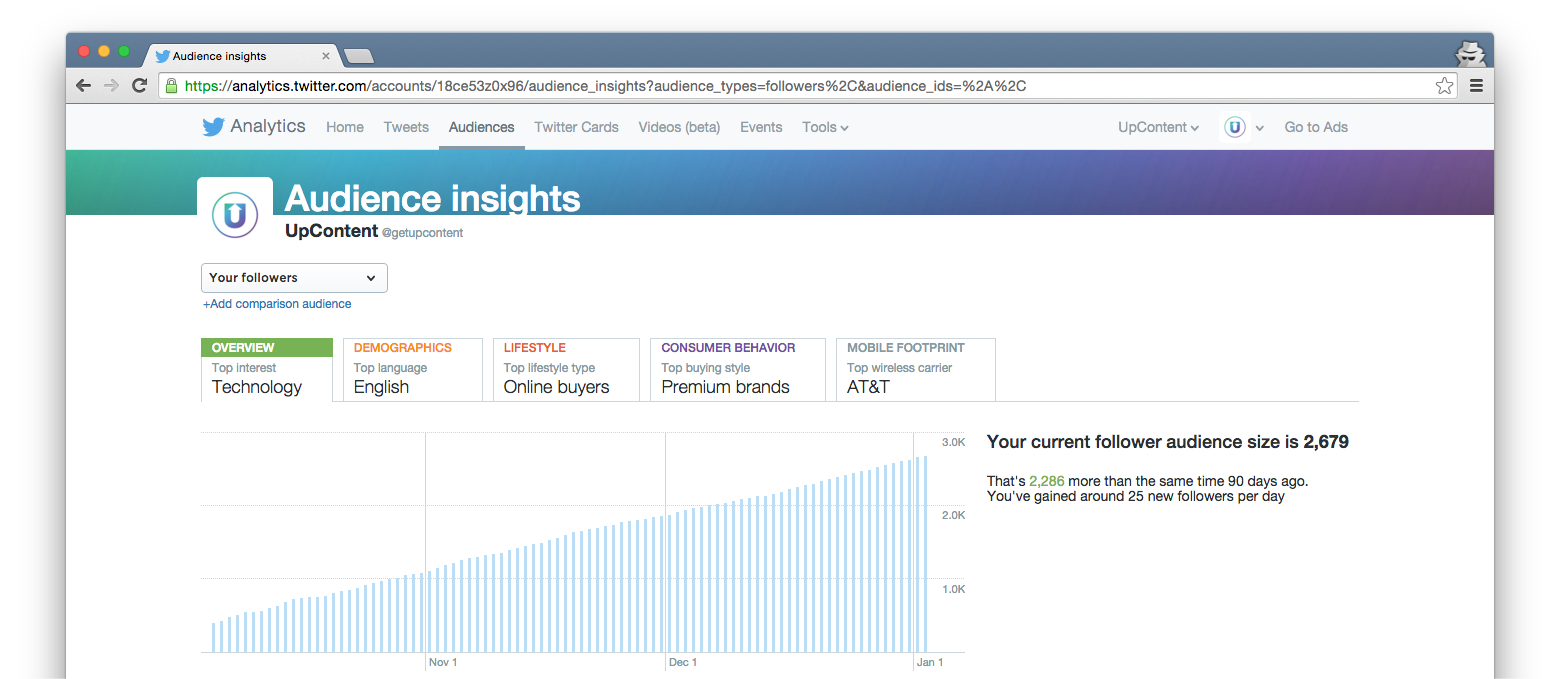 Audience insights
https://analytics.twitter.com/accounts/18ce53z0x96/audience_insights?audience_types=followers%2C&audience_ids=%2A%2C
Analytics Home Tweets Audiences Twitter Cards Videos (beta) Events Tools UpContent Go to Ads
Audience insights
UpContent @getupcontent
Your followers
+Add comparison audience
OVERVIEW DEMOGRAPHICS LIFESTYLE CONSUMER BEHAVIOR MOBILE FOOTPRINT
Top interest Top language Top lifestyle type Top buying style Top wireless carrier
Technology English Online buyers Premium brands AT&T
3.0K
2.0K
1.0K
Nov 1 Dec 1 Jan 1
Your current follower audience size is 2,679
That's 2,286 more than the same time 90 days ago.
You've gained around 25 new followers per day